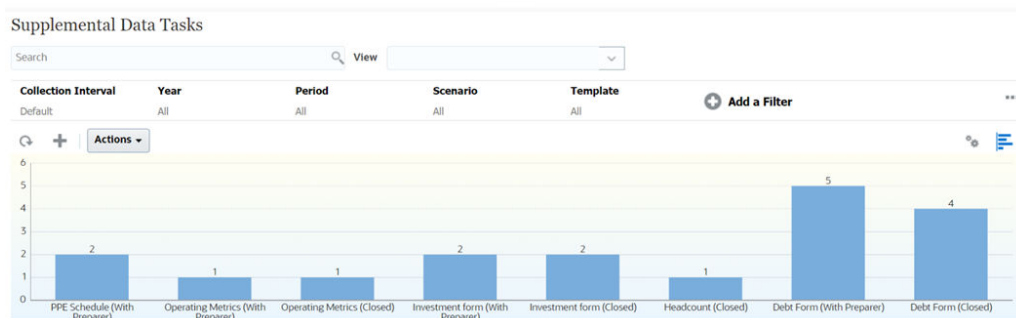 Supplemental Data Tasks
Search View
Collection Interval Year Period Scenario Template
Default All All All All
Add a Filter
Actions
6
5
4
3
2
1
0
2 1 1 2 2 1 5 4
PPE Schedule (With Preparer)
Operating Metrics (With Preparer)
Operating Metrics (Closed)
Investment form (With Preparer)
Investment form (Closed)
Headcount (Closed)
Debt Form (With Preparer)
Debt Form (Closed)